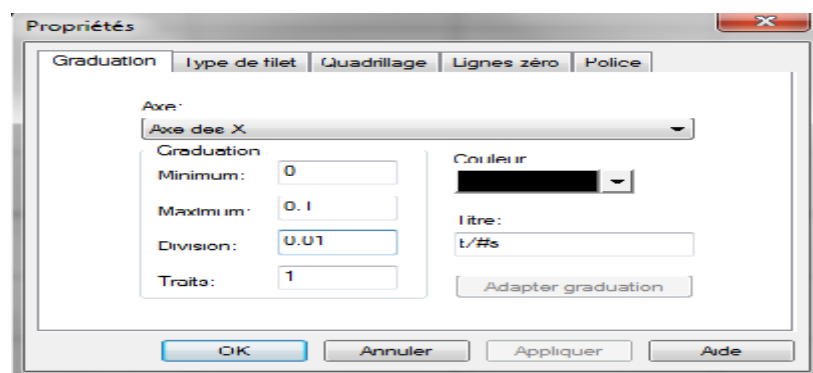 Propriétés
Graduation Type de filet Quadrillage Lignes zéro Police
Axe:
Axe des X
Graduation
Minimum: 0
Maximum: 0.1
Division: 0.01
Traits: 1
Couleur
Titre:
t/#s
Adapter graduation
OK Annuler Appliquer Aide